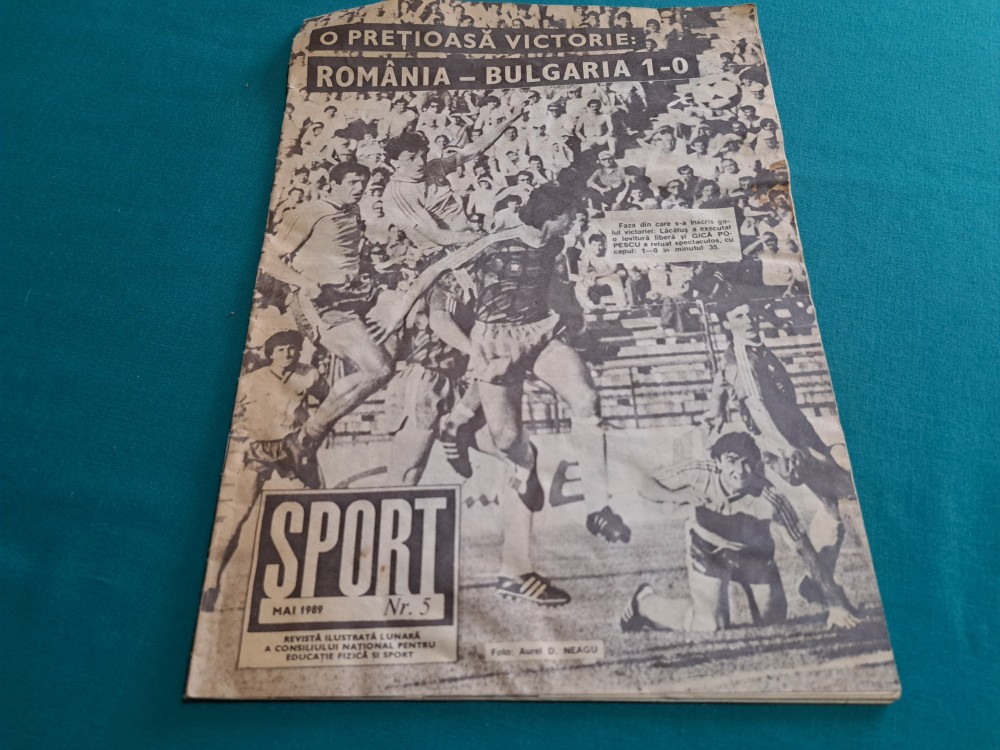 O PREȚIOASĂ VICTORIE:
ROMÂNIA – BULGARIA 1-0
Faza din care s-a înscris go-
lul victoriei: Lăcătuș a executat
o lovitură liberă și GICĂ PO-
PESCU a reluat spectaculos, cu
capul: 1—0 în minutul 35.
SPORT
MAI 1989 Nr. 5
REVISTĂ ILUSTRATĂ LUNARĂ
A CONSILIULUI NAȚIONAL PENTRU
EDUCAȚIE FIZICĂ SI SPORT
Foto: Aurel D. NEAGU